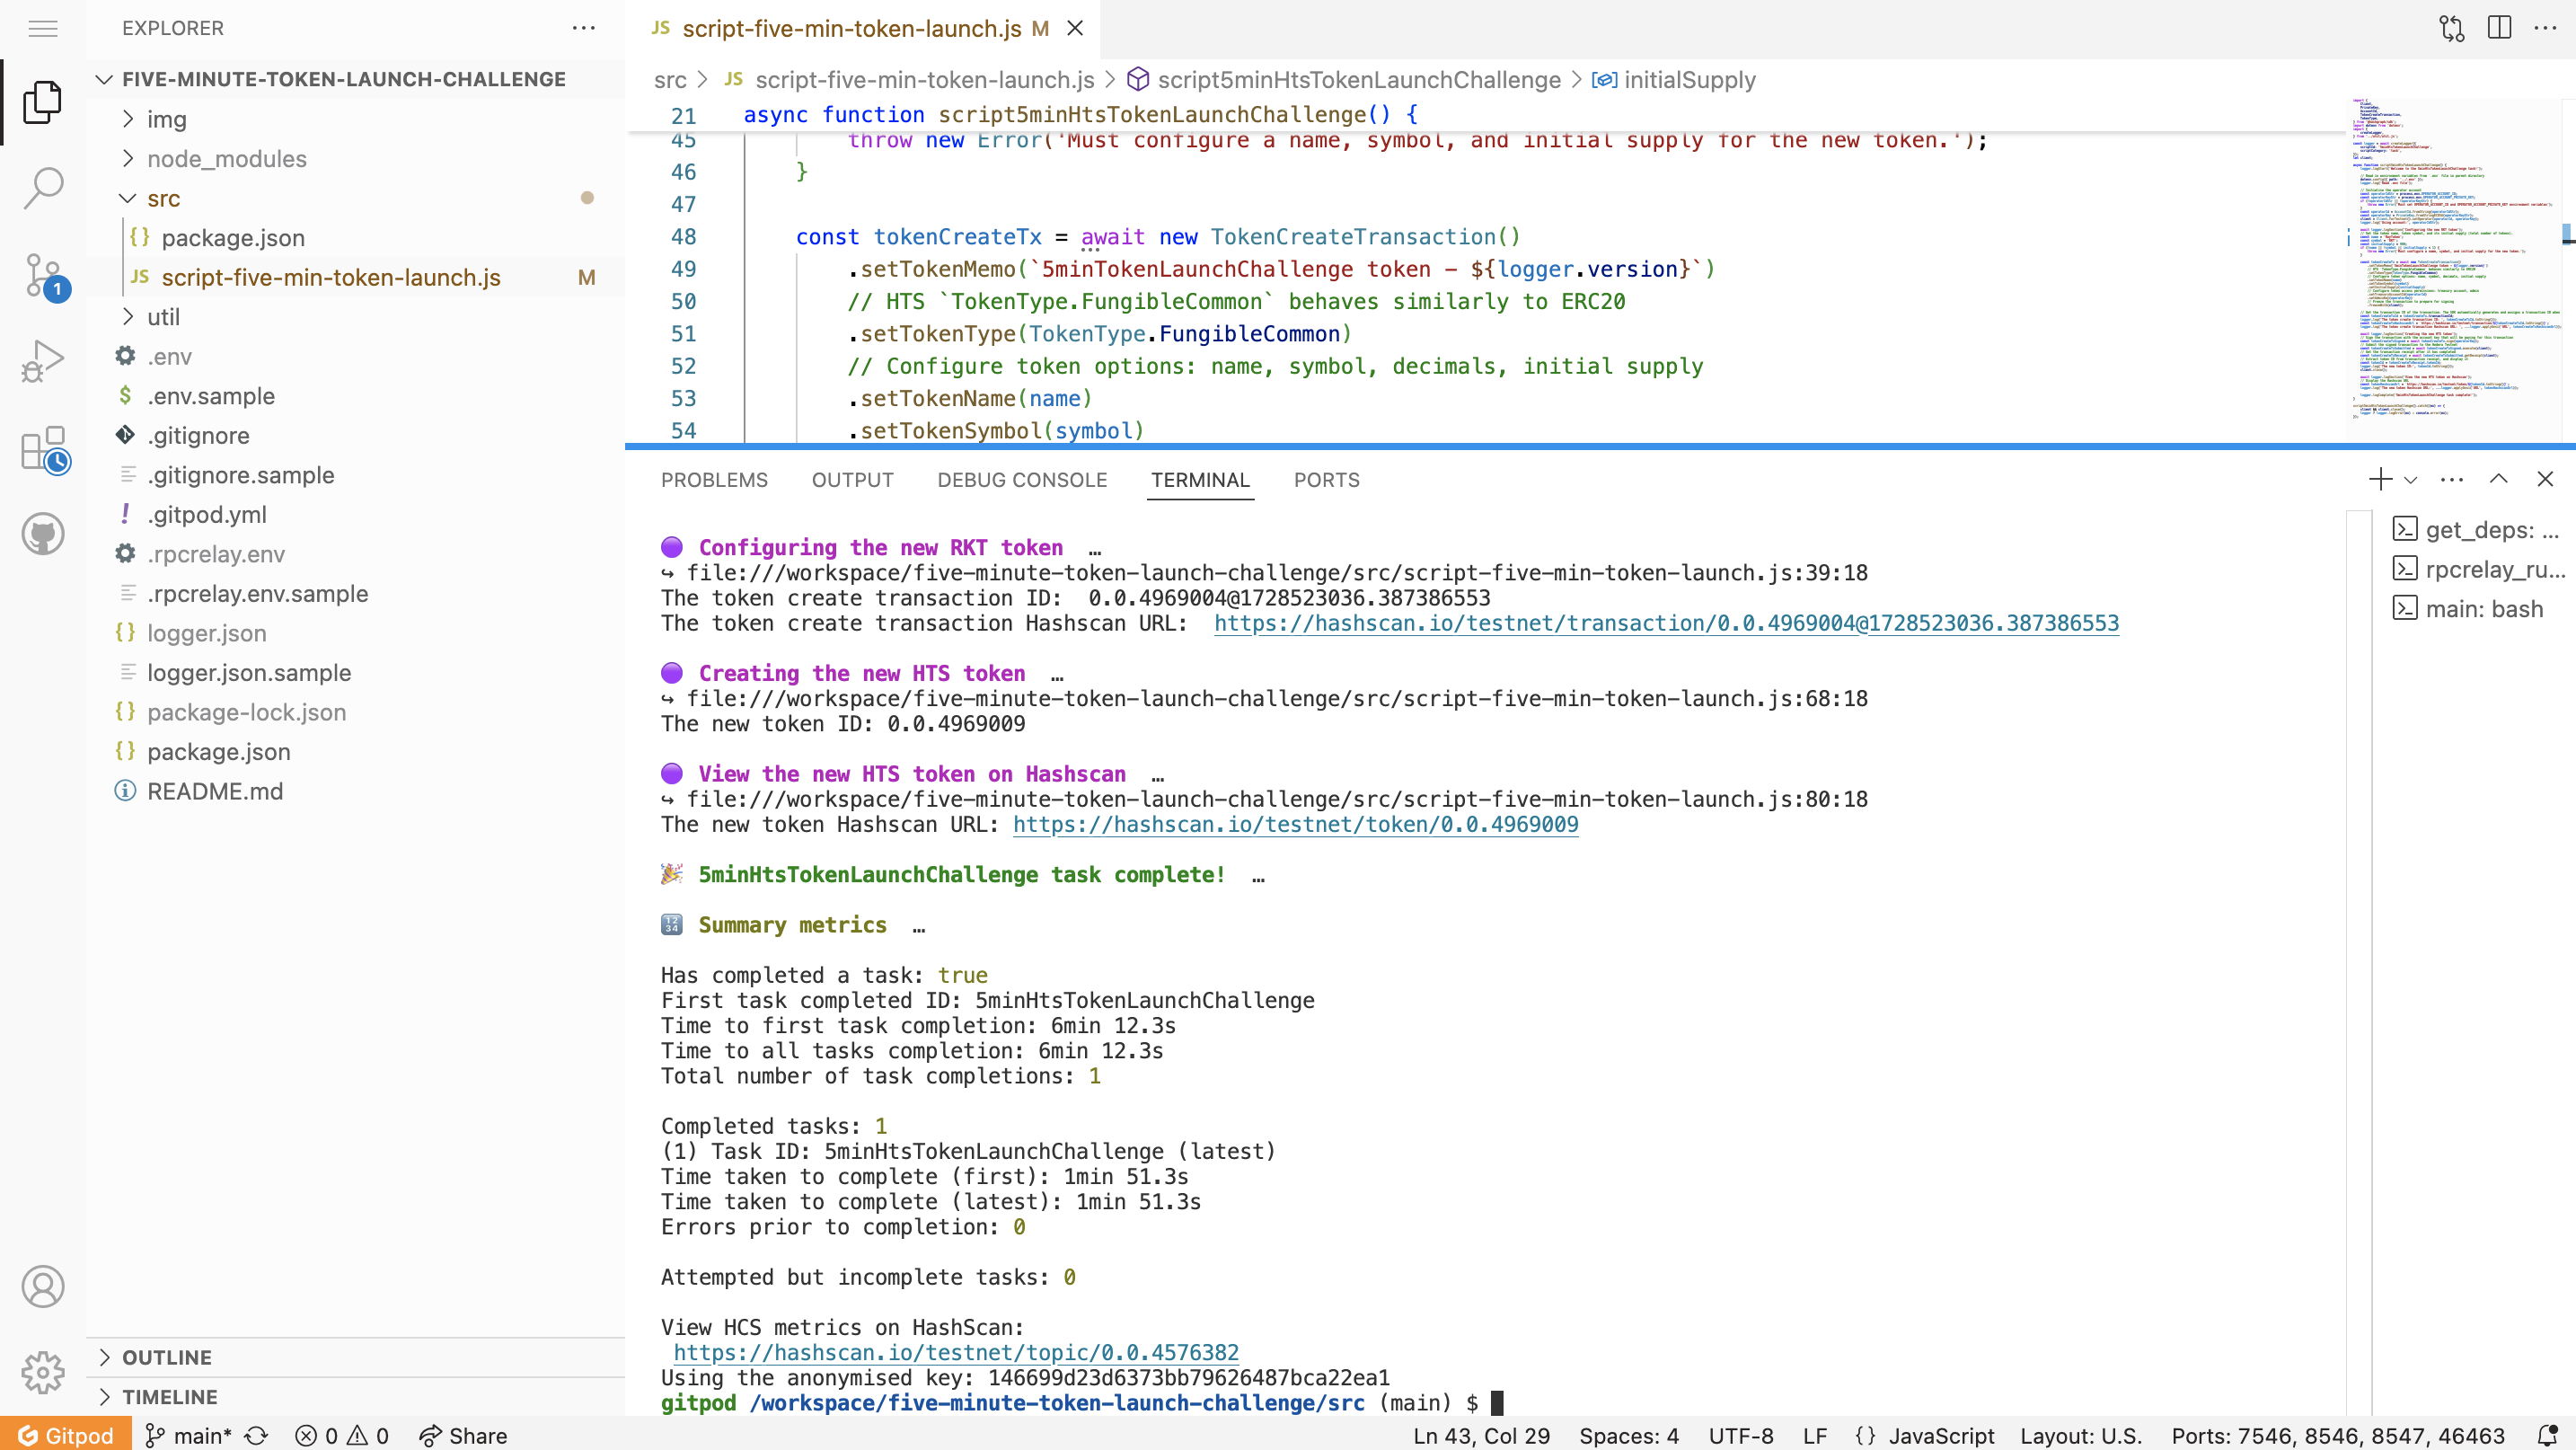 EXPLORER
FIVE-MINUTE-TOKEN-LAUNCH-CHALLENGE
img
node_modules
src
{} package.json
JS script-five-min-token-launch.js M
util
.env
$ .env.sample
.gitignore
.gitignore.sample
! .gitpod.yml
.rpcrelay.env
.rpcrelay.env.sample
{} logger.json
logger.json.sample
{} package-lock.json
{} package.json
README.md
OUTLINE
TIMELINE
1
JS script-five-min-token-launch.js M
src > JS script-five-min-token-launch.js > script5minHtsTokenLaunchChallenge > initialSupply
21 async function script5minHtsTokenLaunchChallenge() {
45 throw new Error('Must configure a name, symbol, and initial supply for the new token.');
46 }
47
48 const tokenCreateTx = await new TokenCreateTransaction()
49 .setTokenMemo(`5minTokenLaunchChallenge token - ${logger.version}`)
50 // HTS `TokenType.FungibleCommon` behaves similarly to ERC20
51 .setTokenType(TokenType.FungibleCommon)
52 // Configure token options: name, symbol, decimals, initial supply
53 .setTokenName(name)
54 .setTokenSymbol(symbol)
PROBLEMS OUTPUT DEBUG CONSOLE TERMINAL PORTS
Configuring the new RKT token …
↪ file:///workspace/five-minute-token-launch-challenge/src/script-five-min-token-launch.js:39:18
The token create transaction ID:  0.0.4969004@1728523036.387386553
The token create transaction Hashscan URL:  https://hashscan.io/testnet/transaction/0.0.4969004@1728523036.387386553
Creating the new HTS token …
↪ file:///workspace/five-minute-token-launch-challenge/src/script-five-min-token-launch.js:68:18
The new token ID: 0.0.4969009
View the new HTS token on Hashscan …
↪ file:///workspace/five-minute-token-launch-challenge/src/script-five-min-token-launch.js:80:18
The new token Hashscan URL: https://hashscan.io/testnet/token/0.0.4969009
🎉 5minHtsTokenLaunchChallenge task complete! …
🔢 Summary metrics …
Has completed a task: true
First task completed ID: 5minHtsTokenLaunchChallenge
Time to first task completion: 6min 12.3s
Time to all tasks completion: 6min 12.3s
Total number of task completions: 1
Completed tasks: 1
(1) Task ID: 5minHtsTokenLaunchChallenge (latest)
Time taken to complete (first): 1min 51.3s
Time taken to complete (latest): 1min 51.3s
Errors prior to completion: 0
Attempted but incomplete tasks: 0
View HCS metrics on HashScan:
https://hashscan.io/testnet/topic/0.0.4576382
Using the anonymised key: 146699d23d6373bb79626487bca22ea1
gitpod /workspace/five-minute-token-launch-challenge/src (main) $
get_deps: ...
rpcrelay_ru...
main: bash
Gitpod main* 0 0 Share Ln 43, Col 29 Spaces: 4 UTF-8 LF {} JavaScript Layout: U.S. Ports: 7546, 8546, 8547, 46463